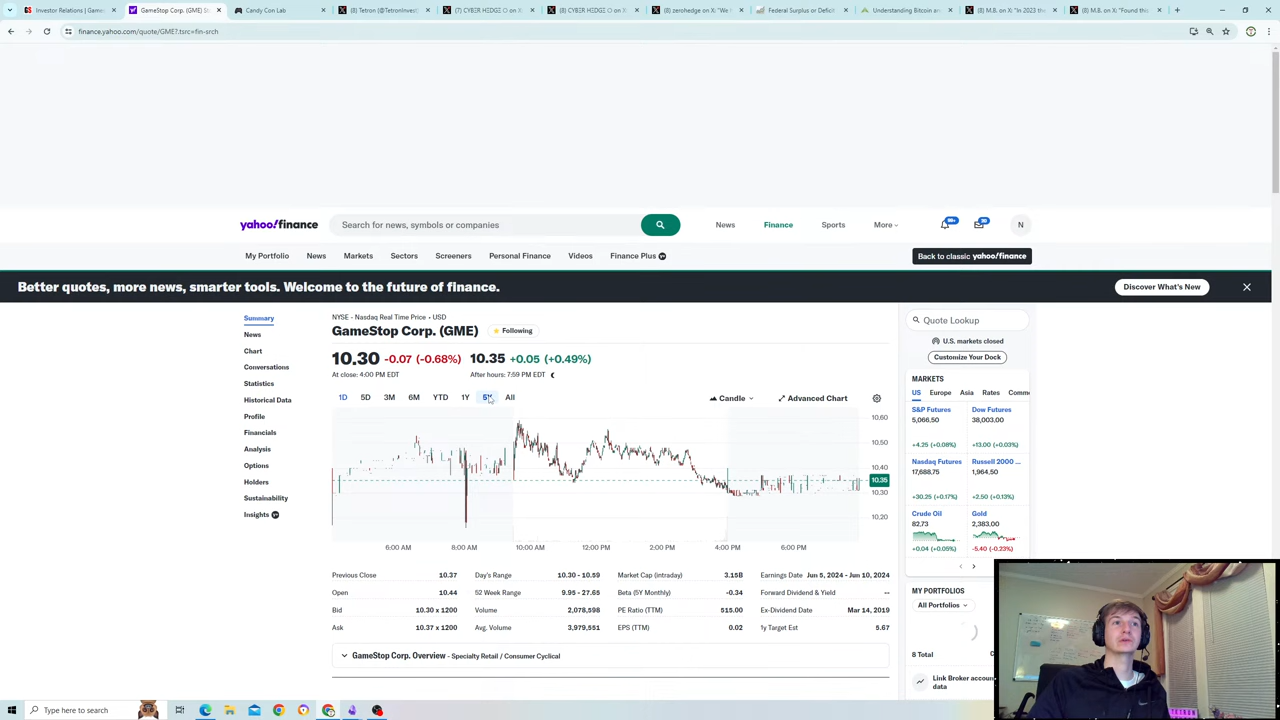 Investor Relations | Games
GameStop Corp. (GME) St
Candy Con Lab
(8) Tetron (@TetronInvest
(7) CYBER HEDGE
(8) CYBER HEDGE
(8) zerohedge on X: "We
Federal Surplus or Deficit
Understanding Bitcoin an
(8) M.B. on X: "In 2023 the
(8) M.B. on X: "Found this
finance.yahoo.com/quote/GME?.tsrc=fin-srch
yahoo!finance
Search for news, symbols or companies
News
Finance
Sports
More
99+
N
My Portfolio
News
Markets
Sectors
Screeners
Personal Finance
Videos
Finance Plus
Back to classic yahoo!finance
Better quotes, more news, smarter tools. Welcome to the future of finance.
Discover What's New
Summary
News
Chart
Conversations
Statistics
Historical Data
Profile
Financials
Analysis
Options
Holders
Sustainability
Insights
NYSE - Nasdaq Real Time Price • USD
GameStop Corp. (GME)
Following
10.30 -0.07 (-0.68%)
At close: 4:00 PM EDT
10.35 +0.05 (+0.49%)
After hours: 7:59 PM EDT
1D 5D 3M 6M YTD 1Y 5Y All
Candle
Advanced Chart
10.60
10.50
10.40
10.35
10.30
10.20
6:00 AM 8:00 AM 10:00 AM 12:00 PM 2:00 PM 4:00 PM 6:00 PM
Previous Close 10.37
Open 10.44
Bid 10.30 x 1200
Ask 10.37 x 1200
Day's Range 10.30 - 10.59
52 Week Range 9.95 - 27.65
Volume 2,078,598
Avg. Volume 3,979,551
Market Cap (intraday) 3.15B
Beta (5Y Monthly) -0.34
PE Ratio (TTM) 515.00
EPS (TTM) 0.02
Earnings Date Jun 5, 2024 - Jun 10, 2024
Forward Dividend & Yield --
Ex-Dividend Date Mar 14, 2019
1y Target Est 5.67
GameStop Corp. Overview - Specialty Retail / Consumer Cyclical
Quote Lookup
U.S. markets closed
Customize Your Dock
MARKETS
US Europe Asia Rates Comm
S&P Futures
5,066.50
+4.25 (+0.08%)
Dow Futures
38,003.00
+13.00 (+0.03%)
Nasdaq Futures
17,688.75
+30.25 (+0.17%)
Russell 2000 ...
1,964.50
+2.50 (+0.13%)
Crude Oil
82.73
+0.04 (+0.05%)
Gold
2,383.00
-5.40 (-0.23%)
MY PORTFOLIOS
All Portfolios
8 Total
Link Broker accoun
data
Type here to search